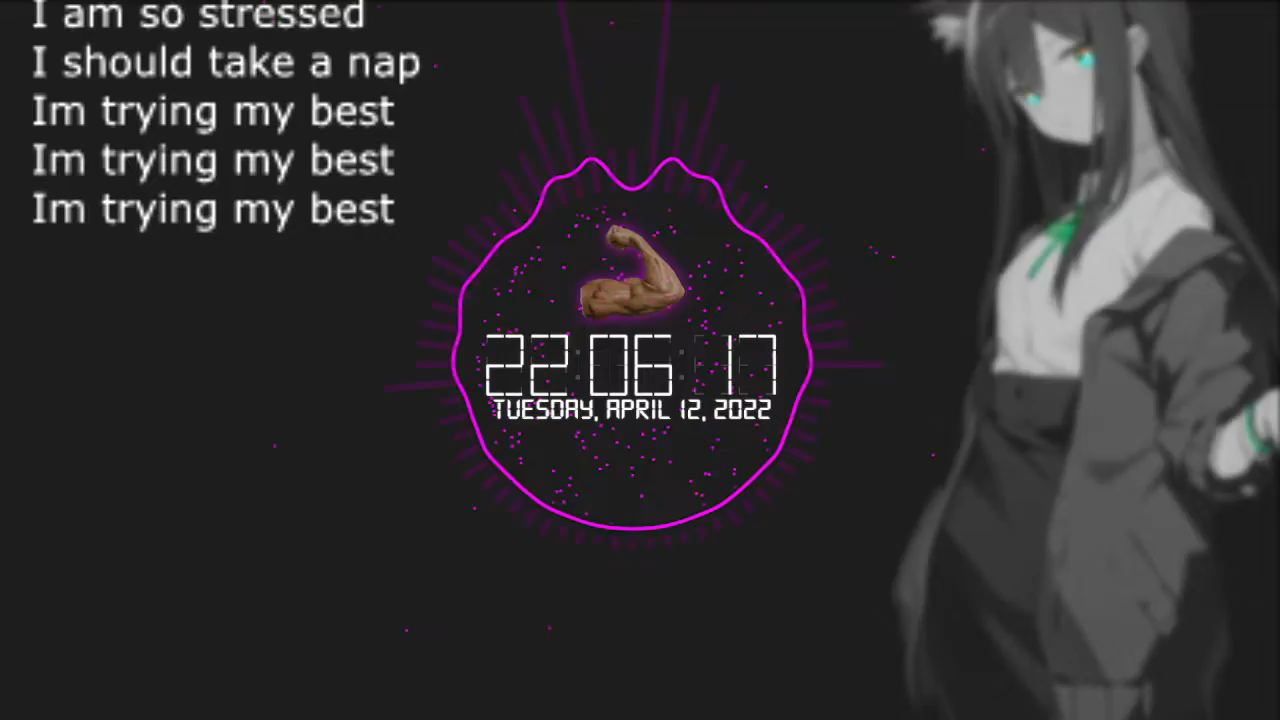 I am so stressed
I should take a nap
Im trying my best
Im trying my best
Im trying my best
22:06:17
TUESDAY, APRIL 12, 2022